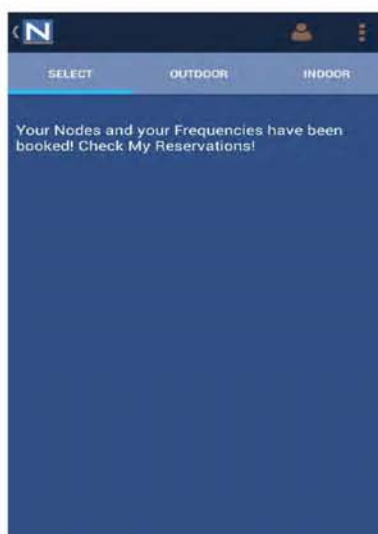 N
SELECT OUTDOOR INDOOR
Your Nodes and your Frequencies have been
booked! Check My Reservations!